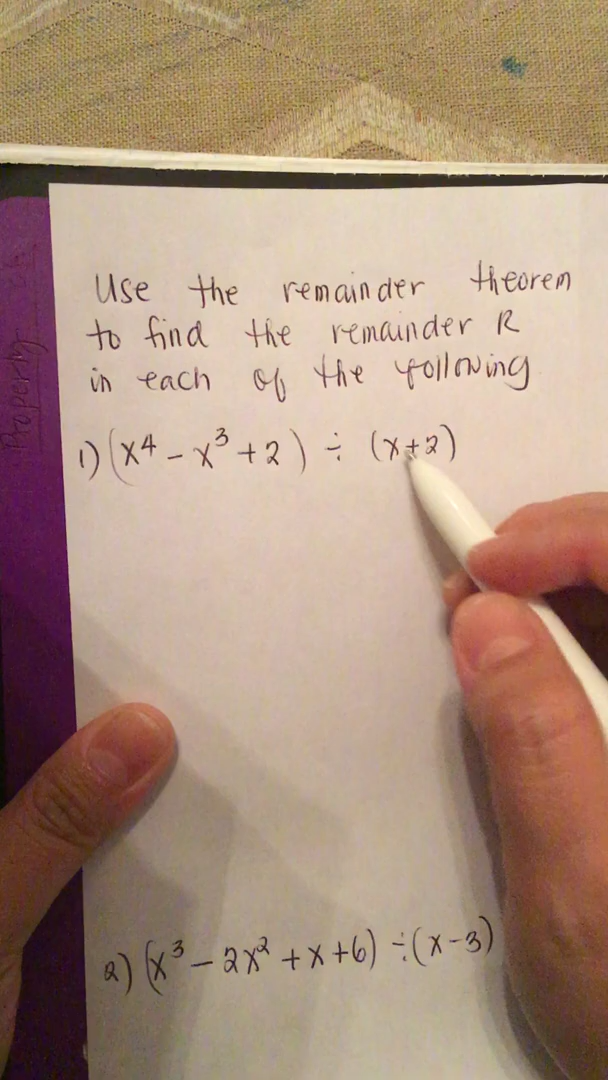 Use the remainder theorem
to find the remainder R
in each of the following
1) (x⁴ - x³ + 2) ÷ (x+2)
2) (x³ - 2x² + x + 6) ÷ (x-3)
Property